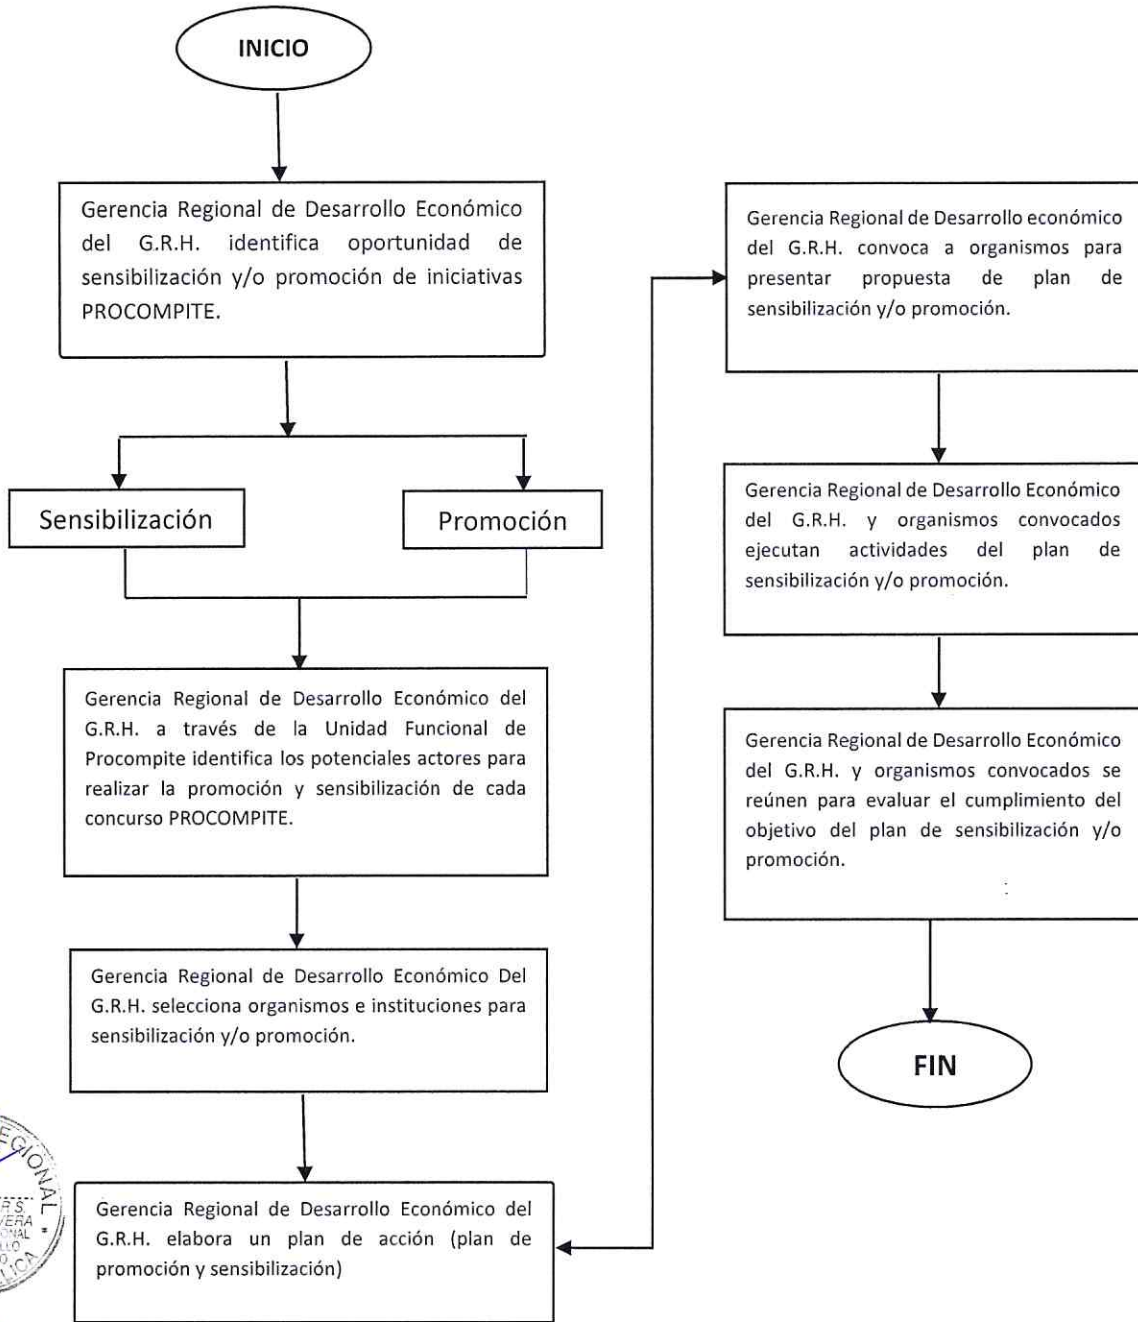 INICIO
Gerencia Regional de Desarrollo Económico
del G.R.H. identifica oportunidad de
sensibilización y/o promoción de iniciativas
PROCOMPITE.
Sensibilización
Promoción
Gerencia Regional de Desarrollo Económico del
G.R.H. a través de la Unidad Funcional de
Procompite identifica los potenciales actores para
realizar la promoción y sensibilización de cada
concurso PROCOMPITE.
Gerencia Regional de Desarrollo Económico Del
G.R.H. selecciona organismos e instituciones para
sensibilización y/o promoción.
Gerencia Regional de Desarrollo Económico del
G.R.H. elabora un plan de acción (plan de
promoción y sensibilización)
Gerencia Regional de Desarrollo económico
del G.R.H. convoca a organismos para
presentar propuesta de plan de
sensibilización y/o promoción.
Gerencia Regional de Desarrollo Económico
del G.R.H. y organismos convocados
ejecutan actividades del plan de
sensibilización y/o promoción.
Gerencia Regional de Desarrollo Económico
del G.R.H. y organismos convocados se
reúnen para evaluar el cumplimiento del
objetivo del plan de sensibilización y/o
promoción.
FIN